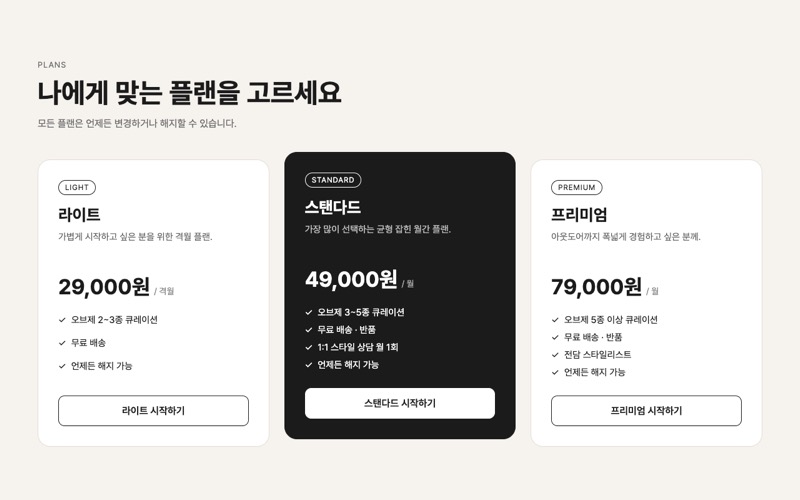 PLANS
나에게 맞는 플랜을 고르세요
모든 플랜은 언제든 변경하거나 해지할 수 있습니다.
LIGHT
라이트
가볍게 시작하고 싶은 분을 위한 격월 플랜.
29,000원 / 격월
✓ 오브제 2~3종 큐레이션
✓ 무료 배송
✓ 언제든 해지 가능
라이트 시작하기
STANDARD
스탠다드
가장 많이 선택하는 균형 잡힌 월간 플랜.
49,000원 / 월
✓ 오브제 3~5종 큐레이션
✓ 무료 배송 · 반품
✓ 1:1 스타일 상담 월 1회
✓ 언제든 해지 가능
스탠다드 시작하기
PREMIUM
프리미엄
아웃도어까지 폭넓게 경험하고 싶은 분께.
79,000원 / 월
✓ 오브제 5종 이상 큐레이션
✓ 무료 배송 · 반품
✓ 전담 스타일리스트
✓ 언제든 해지 가능
프리미엄 시작하기